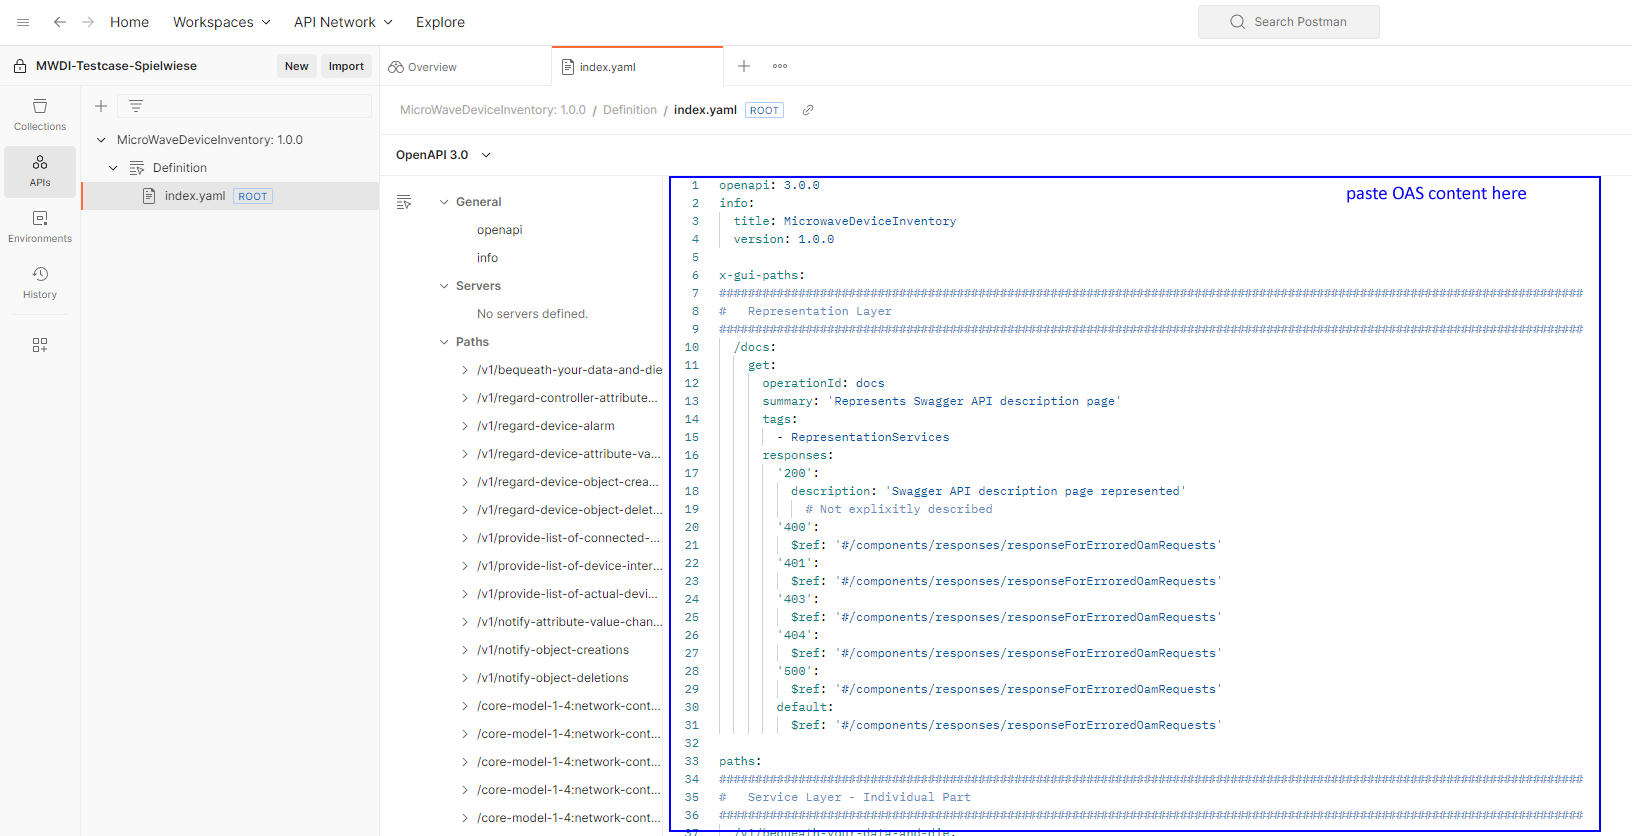 Home Workspaces API Network Explore Search Postman
MWDI-Testcase-Spielwiese New Import Overview index.yaml
Collections
APIs
Environments
History
MicroWaveDeviceInventory: 1.0.0
Definition
index.yaml ROOT
MicroWaveDeviceInventory: 1.0.0 / Definition / index.yaml ROOT
OpenAPI 3.0
General
openapi
info
Servers
No servers defined.
Paths
/v1/bequeath-your-data-and-die
/v1/regard-controller-attribute...
/v1/regard-device-alarm
/v1/regard-device-attribute-va...
/v1/regard-device-object-crea...
/v1/regard-device-object-delet...
/v1/provide-list-of-connected-...
/v1/provide-list-of-device-inter...
/v1/provide-list-of-actual-devi...
/v1/notify-attribute-value-chan...
/v1/notify-object-creations
/v1/notify-object-deletions
/core-model-1-4:network-cont...
/core-model-1-4:network-cont...
/core-model-1-4:network-cont...
/core-model-1-4:network-cont...
/core-model-1-4:network-cont...
paste OAS content here
1 openapi: 3.0.0
2 info:
3 title: MicrowaveDeviceInventory
4 version: 1.0.0
5
6 x-gui-paths:
7 ########################################################################################################################
8 # Representation Layer
9 ########################################################################################################################
10 /docs:
11 get:
12 operationId: docs
13 summary: 'Represents Swagger API description page'
14 tags:
15 - RepresentationServices
16 responses:
17 '200':
18 description: 'Swagger API description page represented'
19 # Not explixitly described
20 '400':
21 $ref: '#/components/responses/responseForErroredOamRequests'
22 '401':
23 $ref: '#/components/responses/responseForErroredOamRequests'
24 '403':
25 $ref: '#/components/responses/responseForErroredOamRequests'
26 '404':
27 $ref: '#/components/responses/responseForErroredOamRequests'
28 '500':
29 $ref: '#/components/responses/responseForErroredOamRequests'
30 default:
31 $ref: '#/components/responses/responseForErroredOamRequests'
32
33 paths:
34 ########################################################################################################################
35 # Service Layer - Individual Part
36 ########################################################################################################################
37 /v1/bequeath-your-data-and-die: